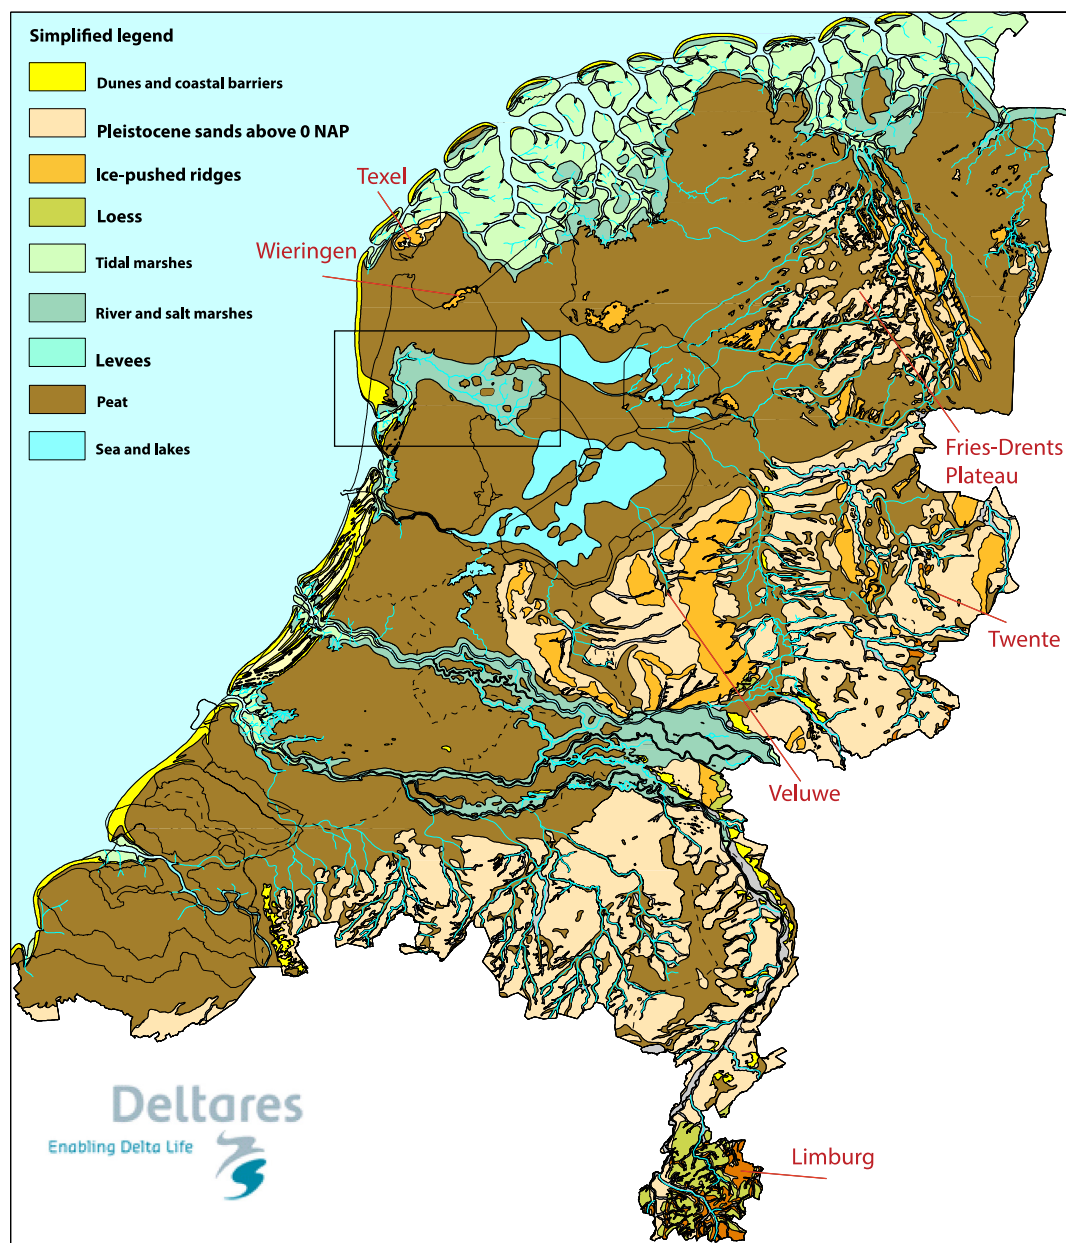 Simplified legend
Dunes and coastal barriers
Pleistocene sands above 0 NAP
Ice-pushed ridges
Loess
Tidal marshes
River and salt marshes
Levees
Peat
Sea and lakes
Texel
Wieringen
Fries-Drents
Plateau
Twente
Veluwe
Limburg
Deltares
Enabling Delta Life